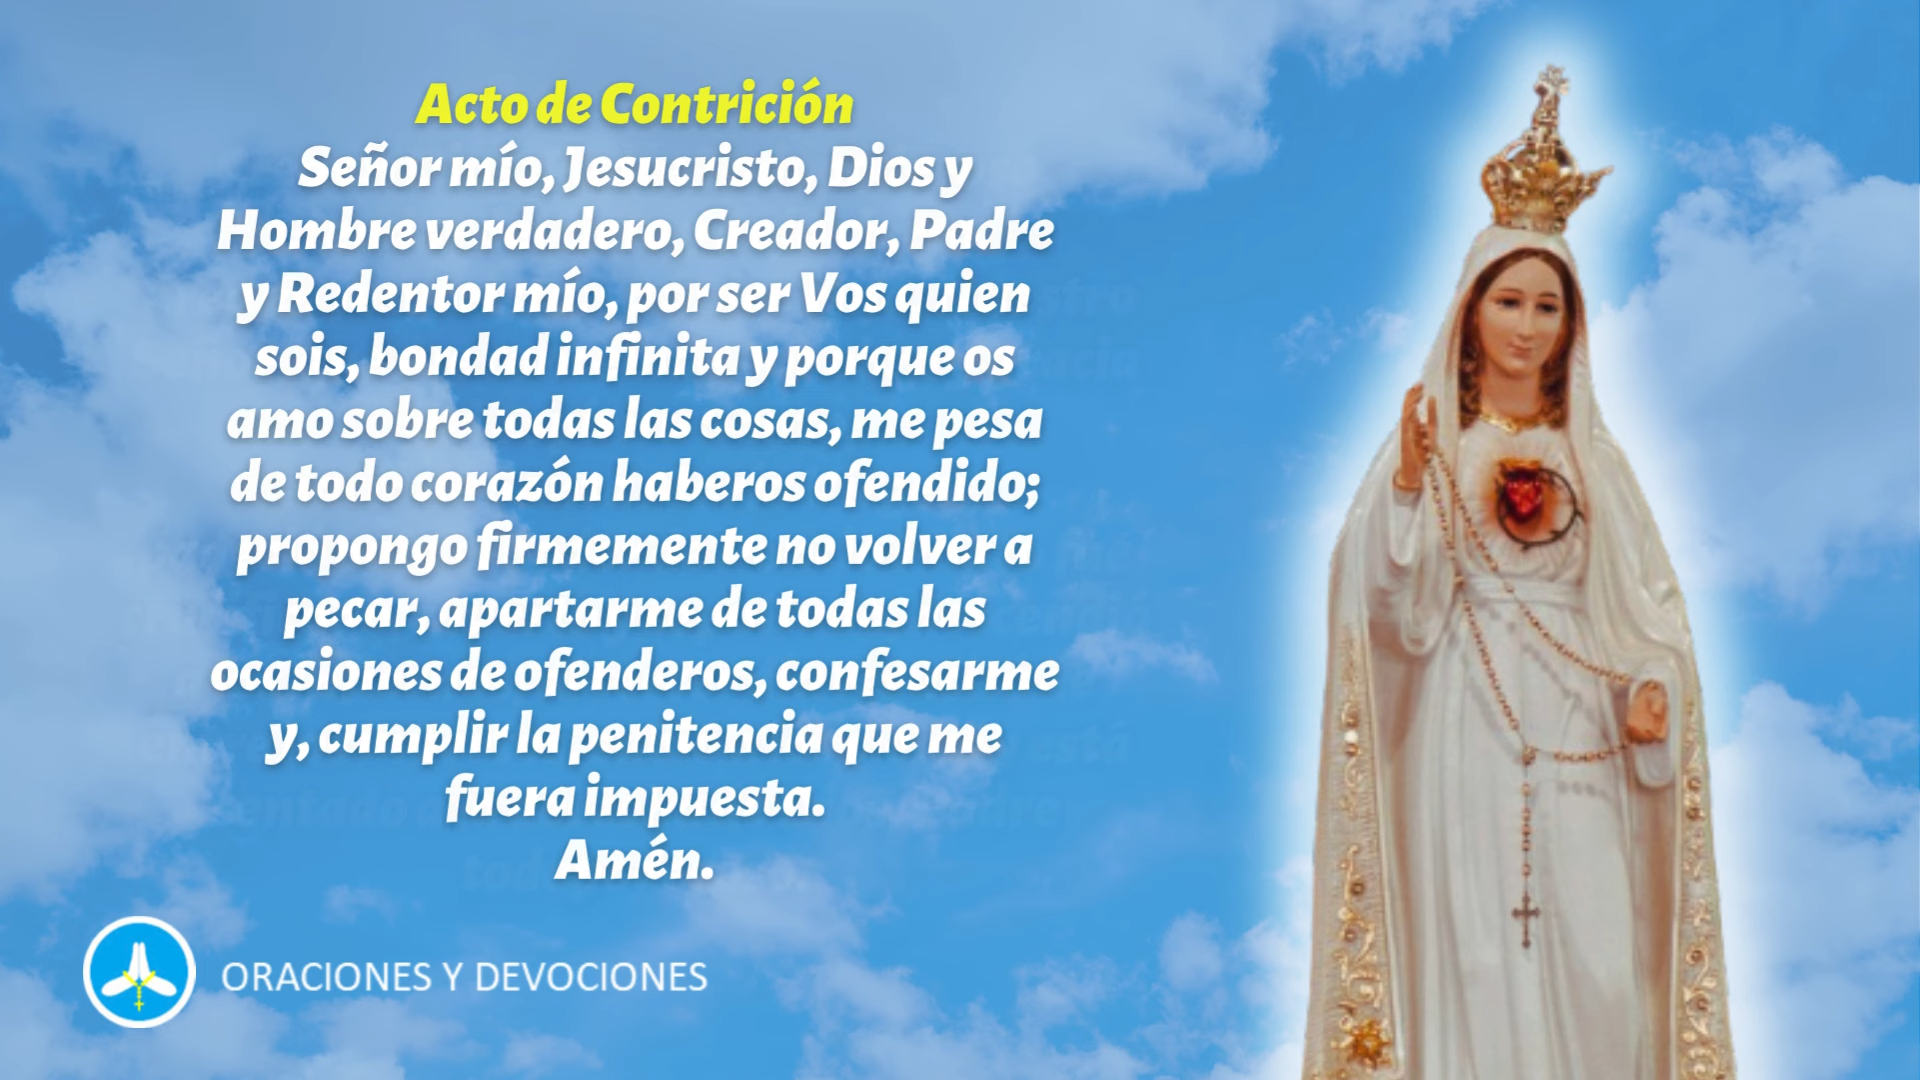 Acto de Contrición
Señor mío, Jesucristo, Dios y
Hombre verdadero, Creador, Padre
y Redentor mío, por ser Vos quien
sois, bondad infinita y porque os
amo sobre todas las cosas, me pesa
de todo corazón haberos ofendido;
propongo firmemente no volver a
pecar, apartarme de todas las
ocasiones de ofenderos, confesarme
y, cumplir la penitencia que me
fuera impuesta.
Amén.
ORACIONES Y DEVOCIONES